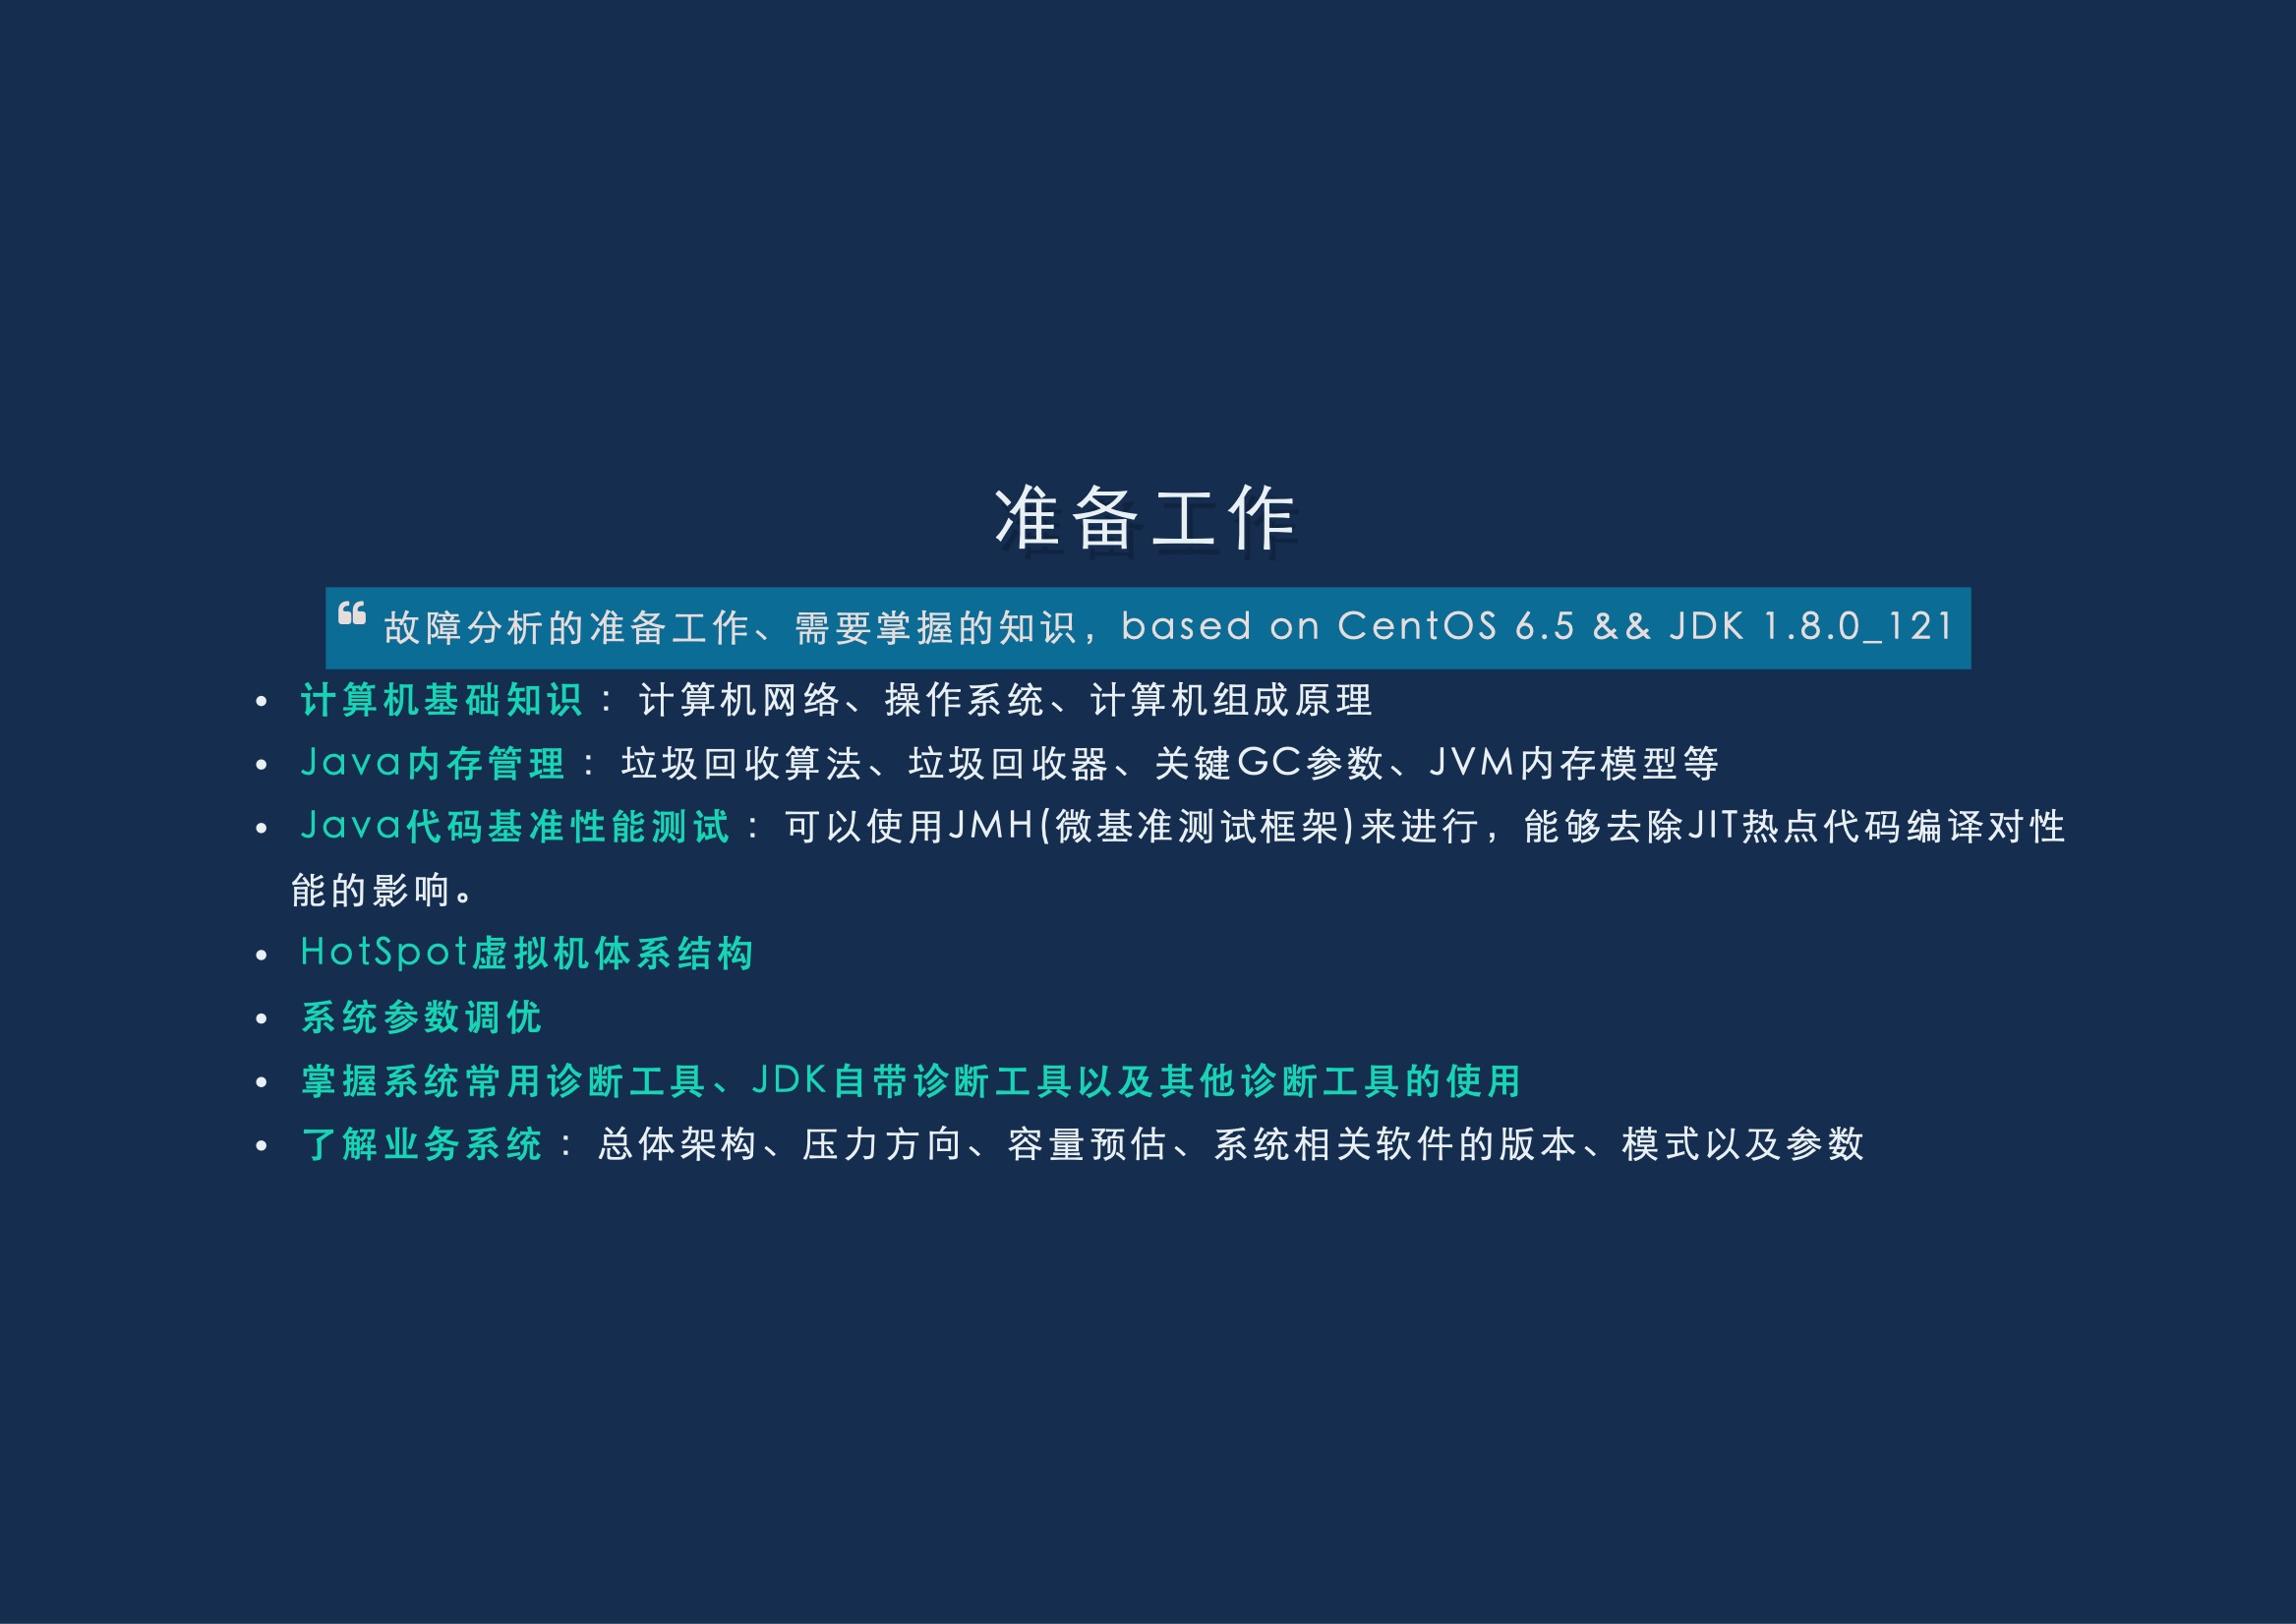 准备工作
❝ 故障分析的准备工作、需要掌握的知识，based on CentOS 6.5 && JDK 1.8.0_121
• 计算机基础知识：计算机网络、操作系统、计算机组成原理
• Java内存管理：垃圾回收算法、垃圾回收器、关键GC参数、JVM内存模型等
• Java代码基准性能测试：可以使用JMH(微基准测试框架)来进行，能够去除JIT热点代码编译对性
能的影响。
• HotSpot虚拟机体系结构
• 系统参数调优
• 掌握系统常用诊断工具、JDK自带诊断工具以及其他诊断工具的使用
• 了解业务系统：总体架构、压力方向、容量预估、系统相关软件的版本、模式以及参数